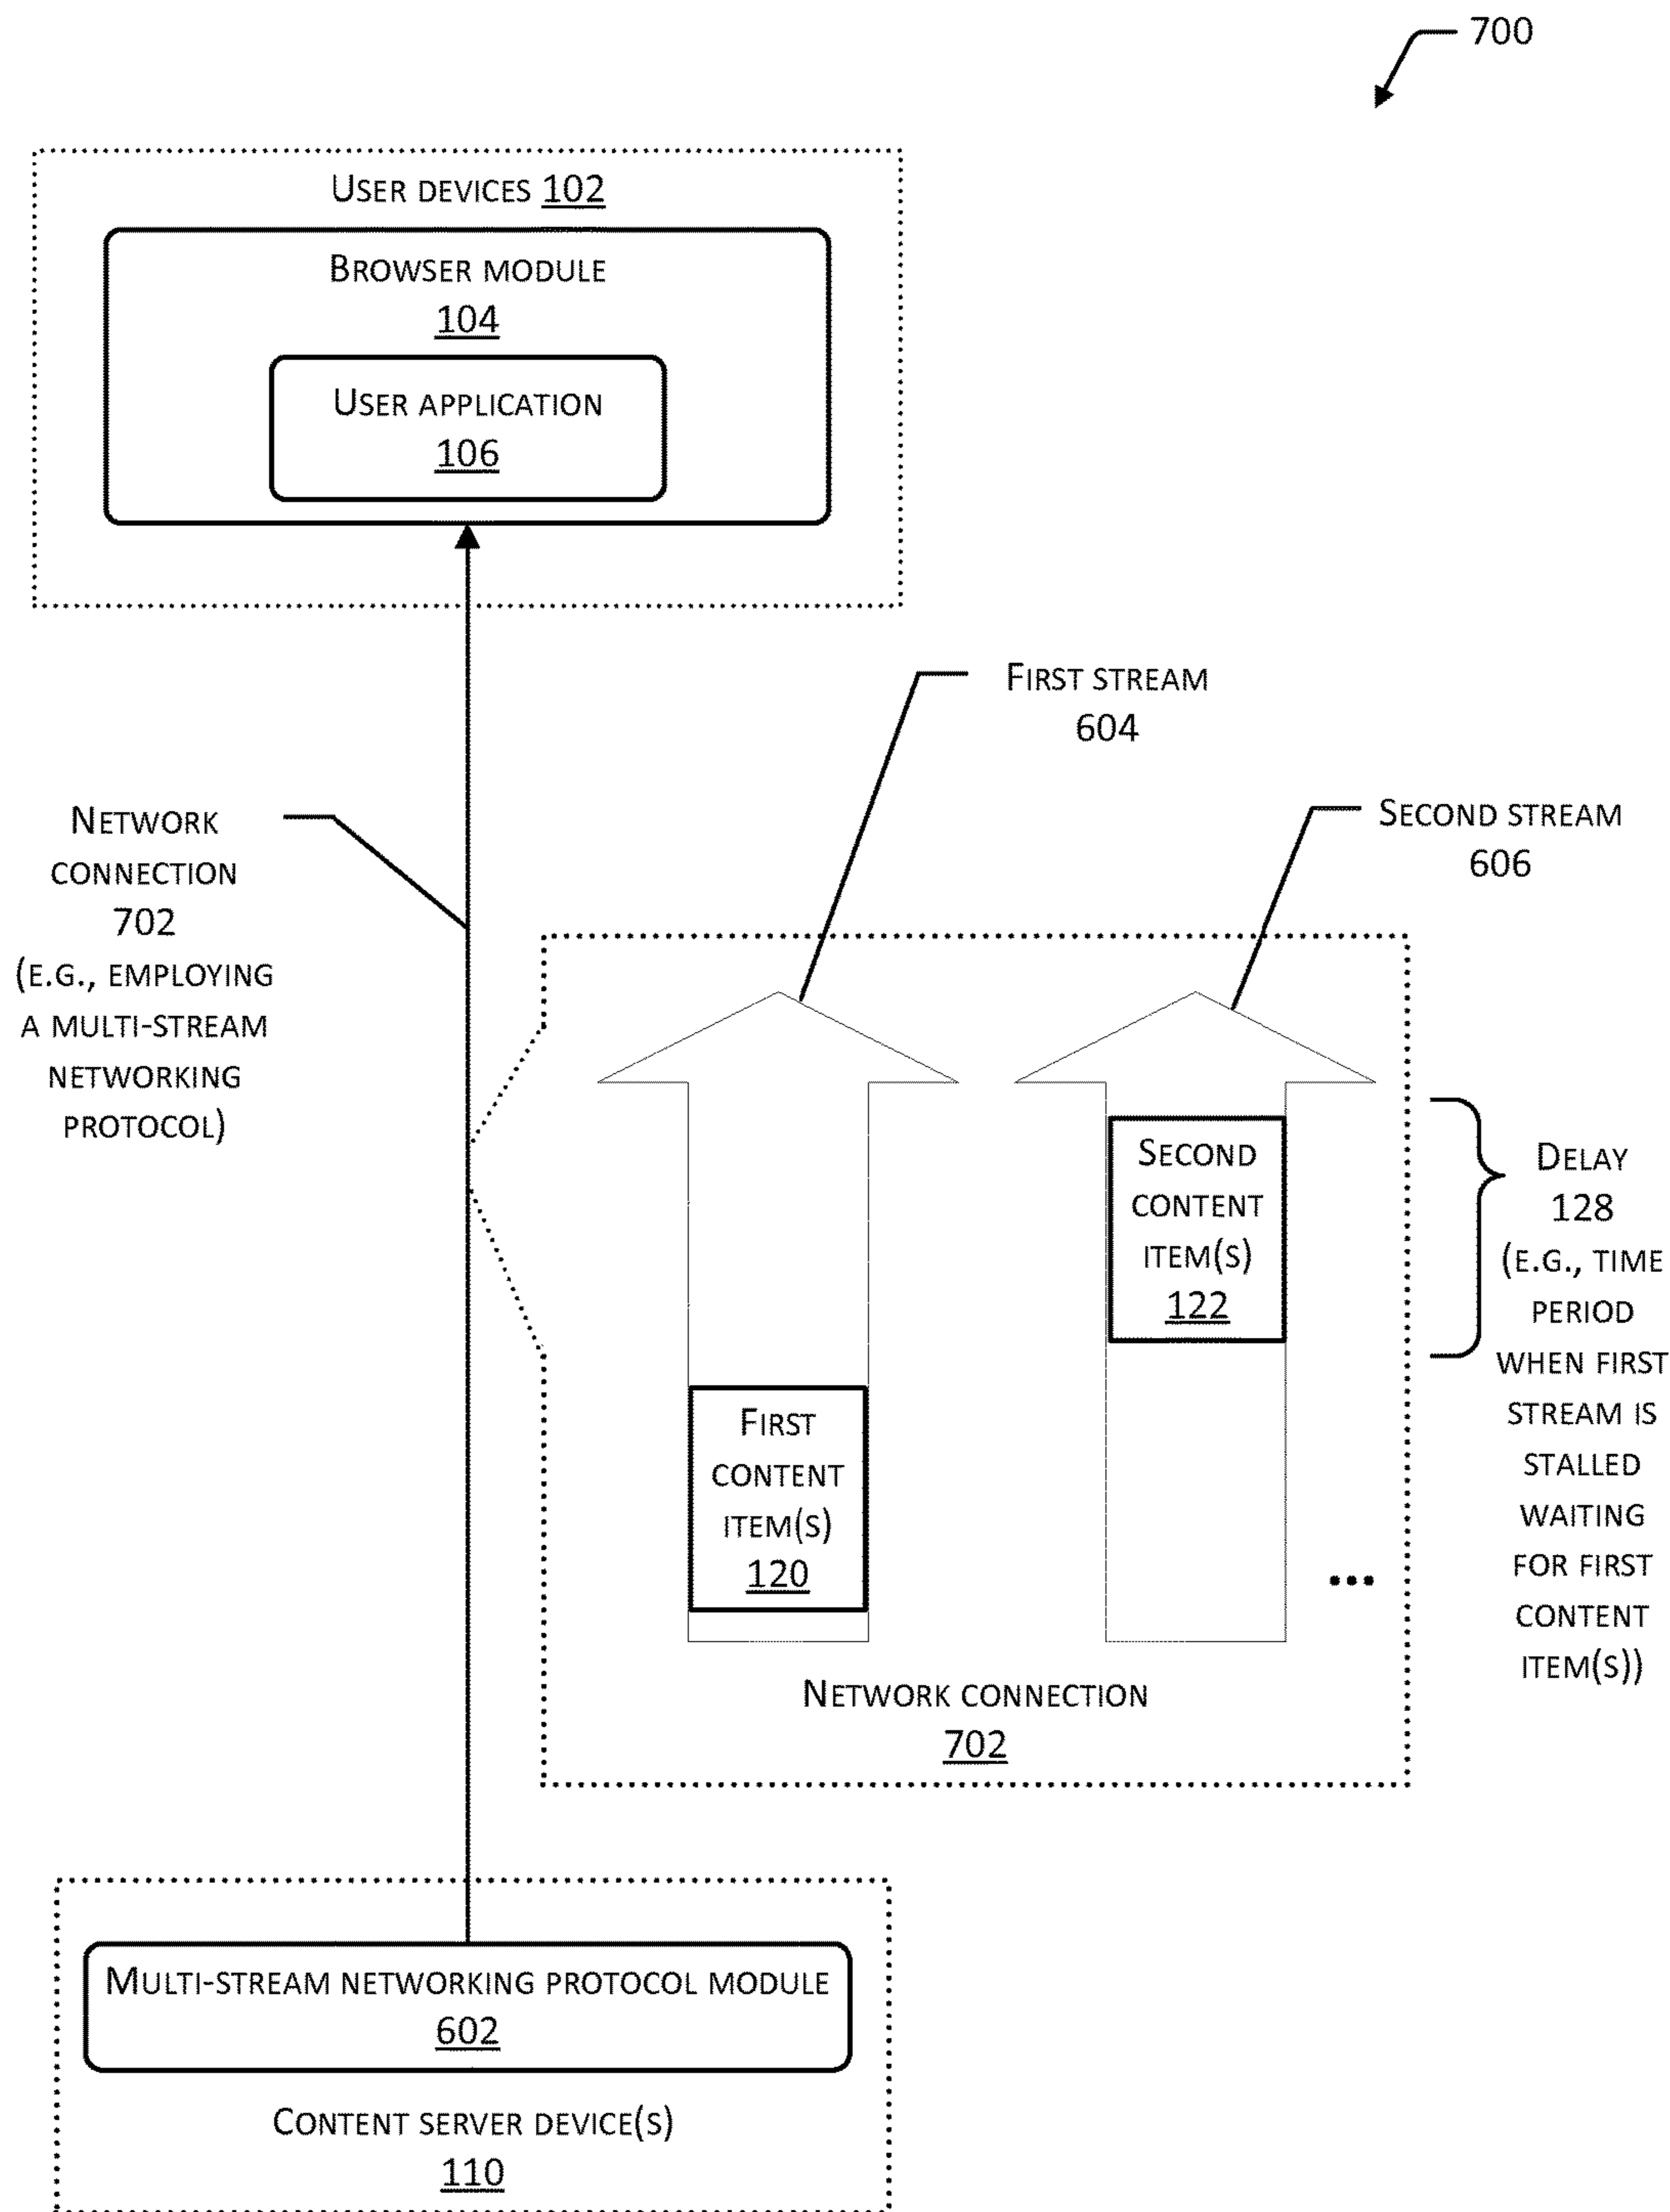 700
User devices 102
Browser module
104
User application
106
First stream
604
Second stream
606
Network
connection
702
(e.g., employing
a multi-stream
networking
protocol)
Second
content
item(s)
122
Delay
128
(e.g., time
period
when first
stream is
stalled
waiting
for first
content
item(s))
First
content
item(s)
120
...
Network connection
702
Multi-stream networking protocol module
602
Content server device(s)
110